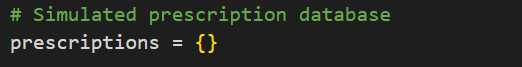 # Simulated prescription database
prescriptions = {}